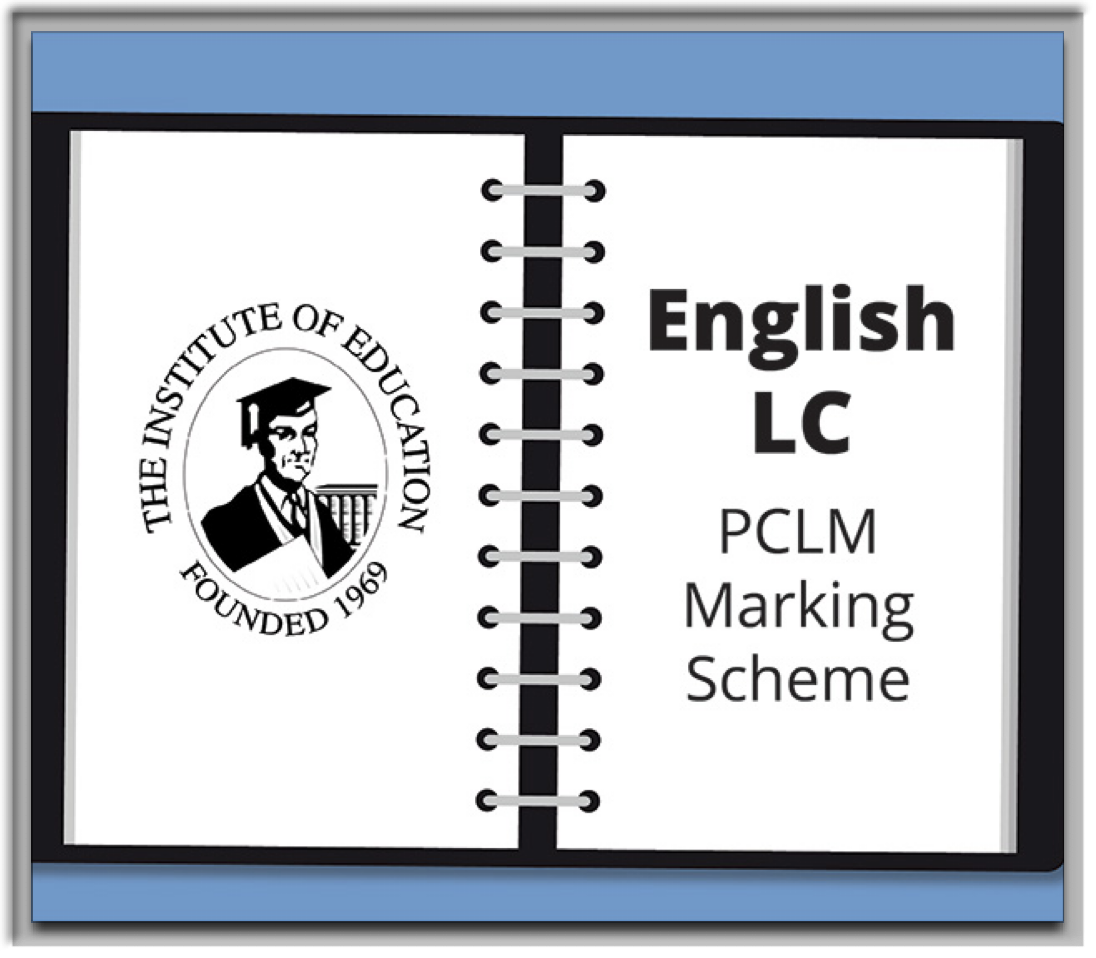 THE INSTITUTE OF EDUCATION
FOUNDED 1969
English
LC
PCLM
Marking
Scheme